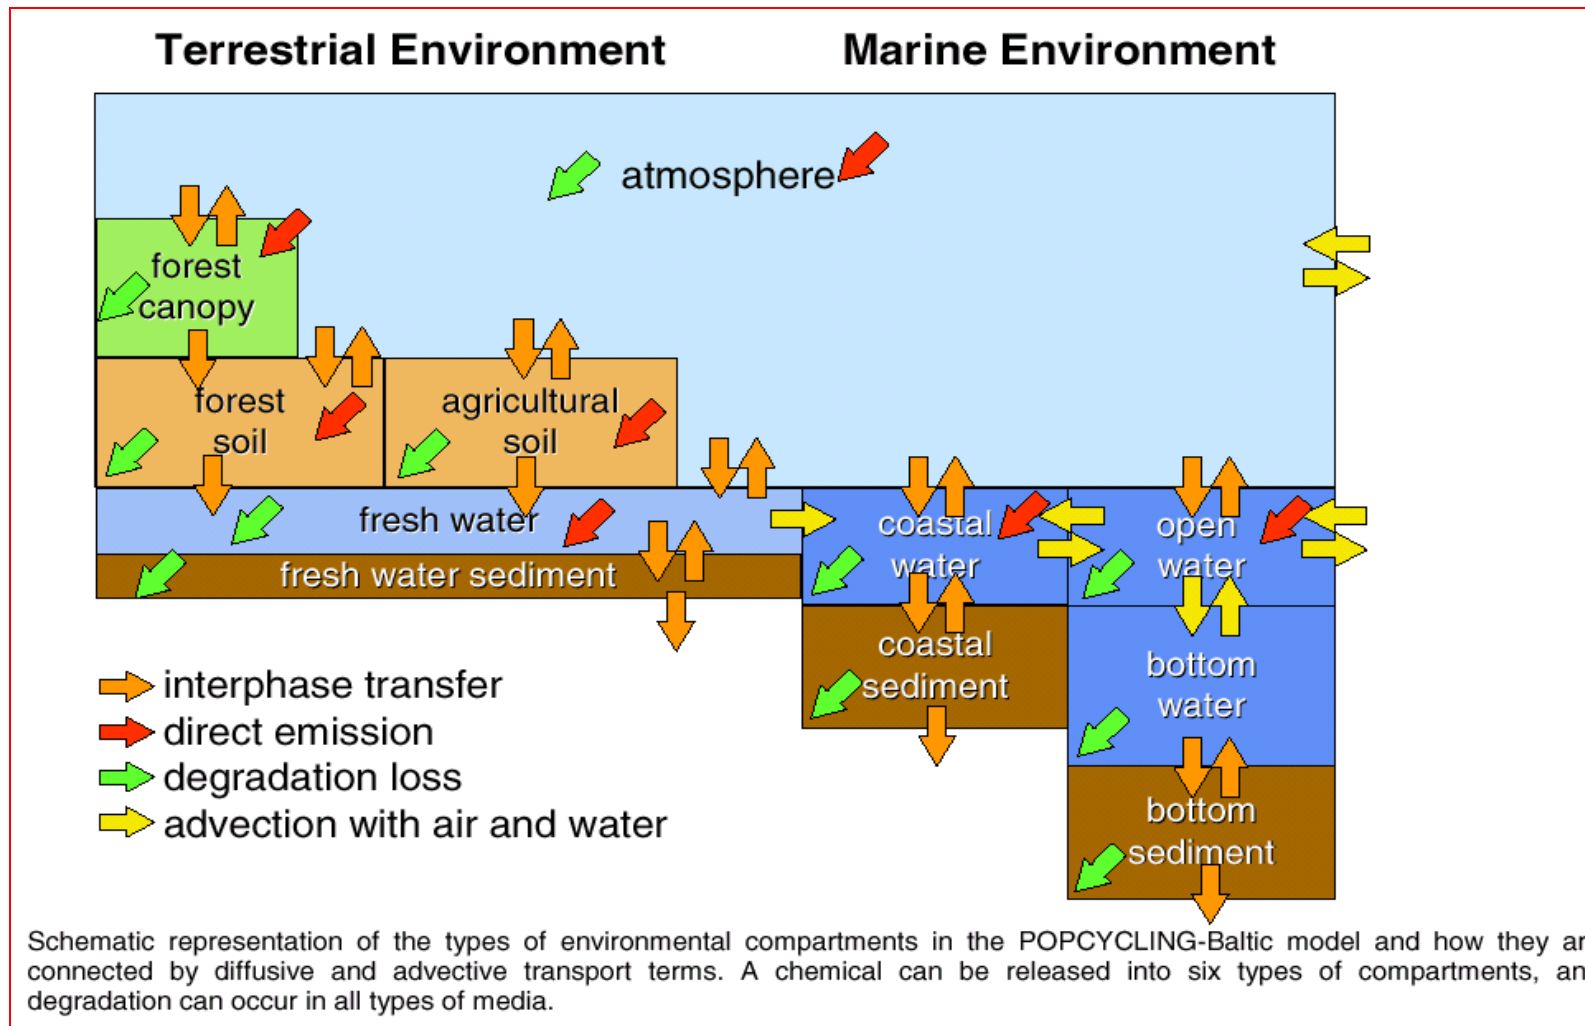 Terrestrial Environment
Marine Environment
atmosphere
forest
canopy
forest
soil
agricultural
soil
fresh water
fresh water sediment
coastal
water
open
water
coastal
sediment
bottom
water
bottom
sediment
interphase transfer
direct emission
degradation loss
advection with air and water
Schematic representation of the types of environmental compartments in the POPCYCLING-Baltic model and how they ar
connected by diffusive and advective transport terms. A chemical can be released into six types of compartments, an
degradation can occur in all types of media.